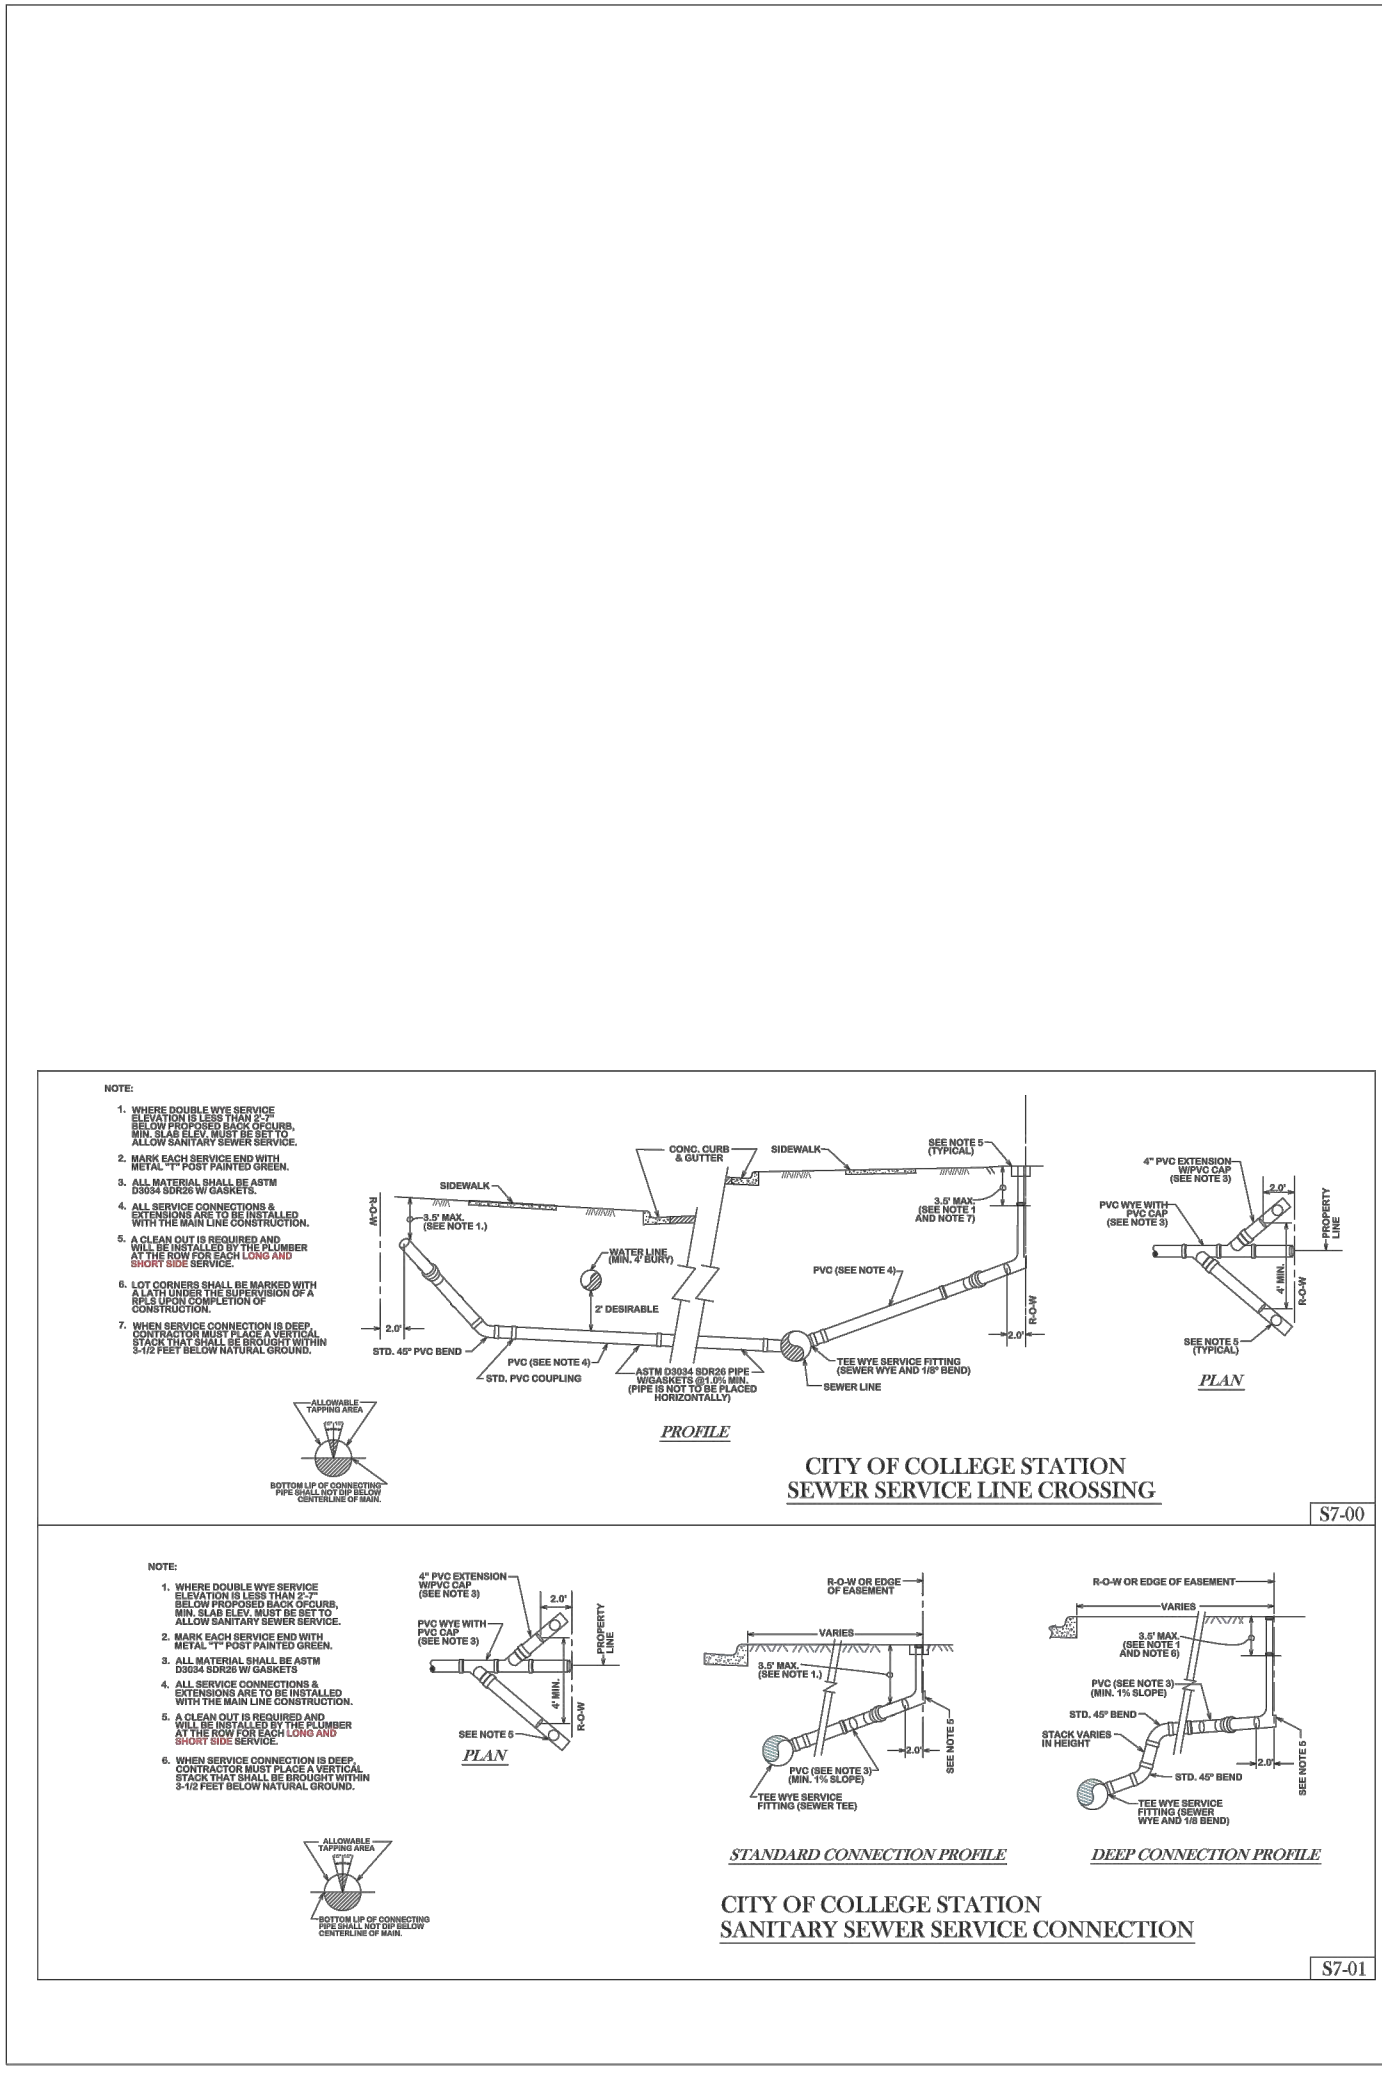 NOTE:
1. WHERE DOUBLE WYE SERVICE
ELEVATION IS LESS THAN 2'-7"
BELOW PROPOSED BACK OFCURB,
MIN. SLAB ELEV. MUST BE SET TO
ALLOW SANITARY SEWER SERVICE.
2. MARK EACH SERVICE END WITH
METAL "T" POST PAINTED GREEN.
3. ALL MATERIAL SHALL BE ASTM
D3034 SDR26 W/ GASKETS.
4. ALL SERVICE CONNECTIONS &
EXTENSIONS ARE TO BE INSTALLED
WITH THE MAIN LINE CONSTRUCTION.
5. A CLEAN OUT IS REQUIRED AND
WILL BE INSTALLED BY THE PLUMBER
AT THE ROW FOR EACH LONG AND
SHORT SIDE SERVICE.
6. LOT CORNERS SHALL BE MARKED WITH
A LATH UNDER THE SUPERVISION OF A
RPLS UPON COMPLETION OF
CONSTRUCTION.
7. WHEN SERVICE CONNECTION IS DEEP,
CONTRACTOR MUST PLACE A VERTICAL
STACK THAT SHALL BE BROUGHT WITHIN
3-1/2 FEET BELOW NATURAL GROUND.
ALLOWABLE
TAPPING AREA
BOTTOM LIP OF CONNECTING
PIPE SHALL NOT DIP BELOW
CENTERLINE OF MAIN.
R-O-W
SIDEWALK
3.5' MAX.
(SEE NOTE 1.)
2.0'
STD. 45° PVC BEND
STD. PVC COUPLING
PVC (SEE NOTE 4)
CONC. CURB
& GUTTER
WATER LINE
(MIN. 4' BURY)
2' DESIRABLE
ASTM D3034 SDR26 PIPE
W/GASKETS @1.0% MIN.
(PIPE IS NOT TO BE PLACED
HORIZONTALLY)
SIDEWALK
SEE NOTE 5
(TYPICAL)
3.5' MAX.
(SEE NOTE 1
AND NOTE 7)
PVC (SEE NOTE 4)
R-O-W
2.0'
TEE WYE SERVICE FITTING
(SEWER WYE AND 1/8" BEND)
SEWER LINE
PROFILE
4" PVC EXTENSION
W/PVC CAP
(SEE NOTE 3)
PVC WYE WITH
PVC CAP
(SEE NOTE 3)
2.0'
PROPERTY
LINE
4' MIN.
R-O-W
SEE NOTE 5
(TYPICAL)
PLAN
CITY OF COLLEGE STATION
SEWER SERVICE LINE CROSSING
S7-00
NOTE:
1. WHERE DOUBLE WYE SERVICE
ELEVATION IS LESS THAN 2'-7"
BELOW PROPOSED BACK OFCURB,
MIN. SLAB ELEV. MUST BE SET TO
ALLOW SANITARY SEWER SERVICE.
2. MARK EACH SERVICE END WITH
METAL "T" POST PAINTED GREEN.
3. ALL MATERIAL SHALL BE ASTM
D3034 SDR26 W/ GASKETS
4. ALL SERVICE CONNECTIONS &
EXTENSIONS ARE TO BE INSTALLED
WITH THE MAIN LINE CONSTRUCTION.
5. A CLEAN OUT IS REQUIRED AND
WILL BE INSTALLED BY THE PLUMBER
AT THE ROW FOR EACH LONG AND
SHORT SIDE SERVICE.
6. WHEN SERVICE CONNECTION IS DEEP,
CONTRACTOR MUST PLACE A VERTICAL
STACK THAT SHALL BE BROUGHT WITHIN
3-1/2 FEET BELOW NATURAL GROUND.
ALLOWABLE
TAPPING AREA
BOTTOM LIP OF CONNECTING
PIPE SHALL NOT DIP BELOW
CENTERLINE OF MAIN.
4" PVC EXTENSION
W/PVC CAP
(SEE NOTE 3)
PVC WYE WITH
PVC CAP
(SEE NOTE 3)
2.0'
PROPERTY
LINE
4' MIN.
R-O-W
SEE NOTE 5
PLAN
R-O-W OR EDGE
OF EASEMENT
VARIES
3.5' MAX.
(SEE NOTE 1.)
2.0'
SEE NOTE 5
PVC (SEE NOTE 3)
(MIN. 1% SLOPE)
TEE WYE SERVICE
FITTING (SEWER TEE)
STANDARD CONNECTION PROFILE
R-O-W OR EDGE OF EASEMENT
VARIES
3.5' MAX.
(SEE NOTE 1
AND NOTE 6)
PVC (SEE NOTE 3)
(MIN. 1% SLOPE)
STD. 45° BEND
STACK VARIES
IN HEIGHT
2.0'
SEE NOTE 5
STD. 45° BEND
TEE WYE SERVICE
FITTING (SEWER
WYE AND 1/8 BEND)
DEEP CONNECTION PROFILE
CITY OF COLLEGE STATION
SANITARY SEWER SERVICE CONNECTION
S7-01